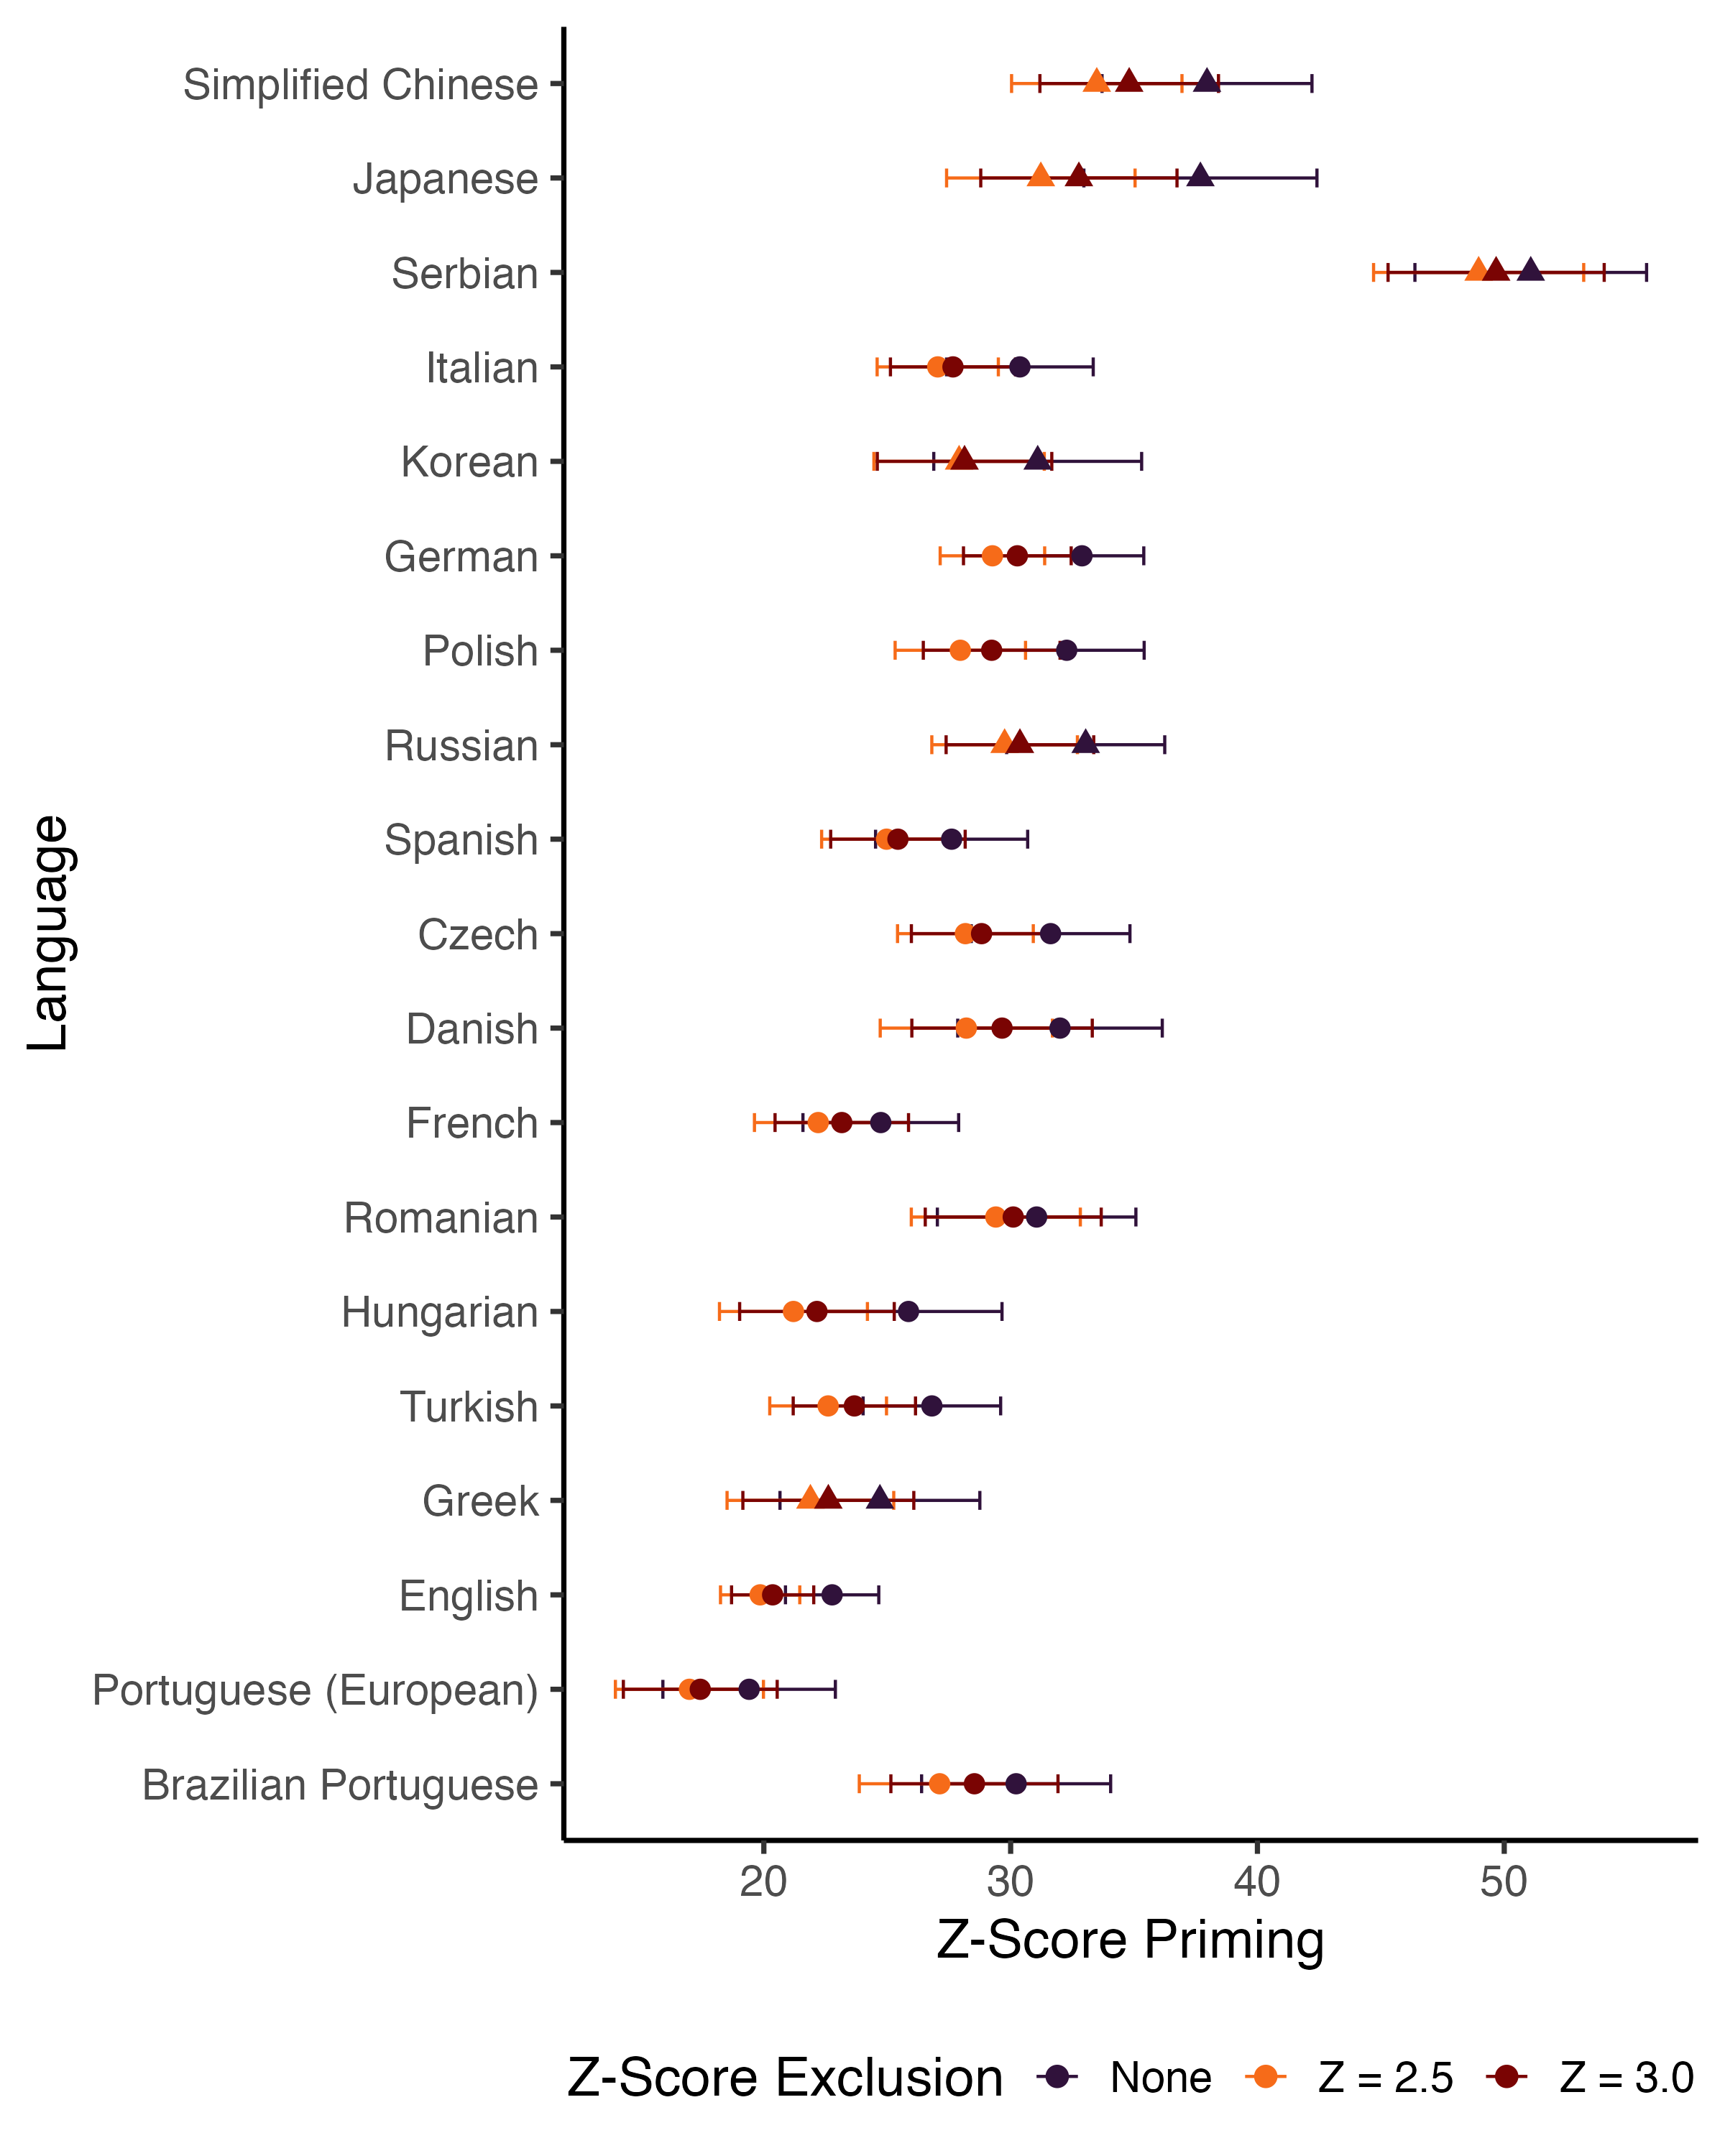 Simplified Chinese
Japanese
Serbian
Italian
Korean
German
Polish
Russian
Spanish
Czech
Danish
French
Romanian
Hungarian
Turkish
Greek
English
Portuguese (European)
Brazilian Portuguese
Language
20 30 40 50
Z-Score Priming
Z-Score Exclusion None Z = 2.5 Z = 3.0